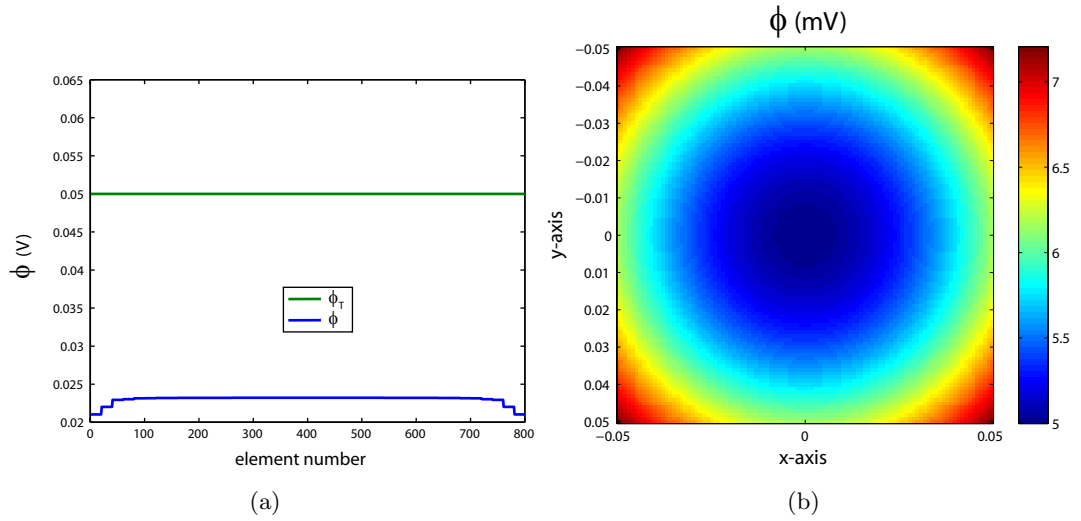 0.065
0.06
0.055
0.05
0.045
0.04
0.035
0.03
0.025
0.02
ϕ (V)
0 100 200 300 400 500 600 700 800
element number
ϕT
ϕ
(a)
ϕ (mV)
−0.05
−0.04
−0.03
−0.02
−0.01
0
0.01
0.02
0.03
0.04
0.05
y-axis
−0.05 0 0.05
x-axis
7
6.5
6
5.5
5
(b)